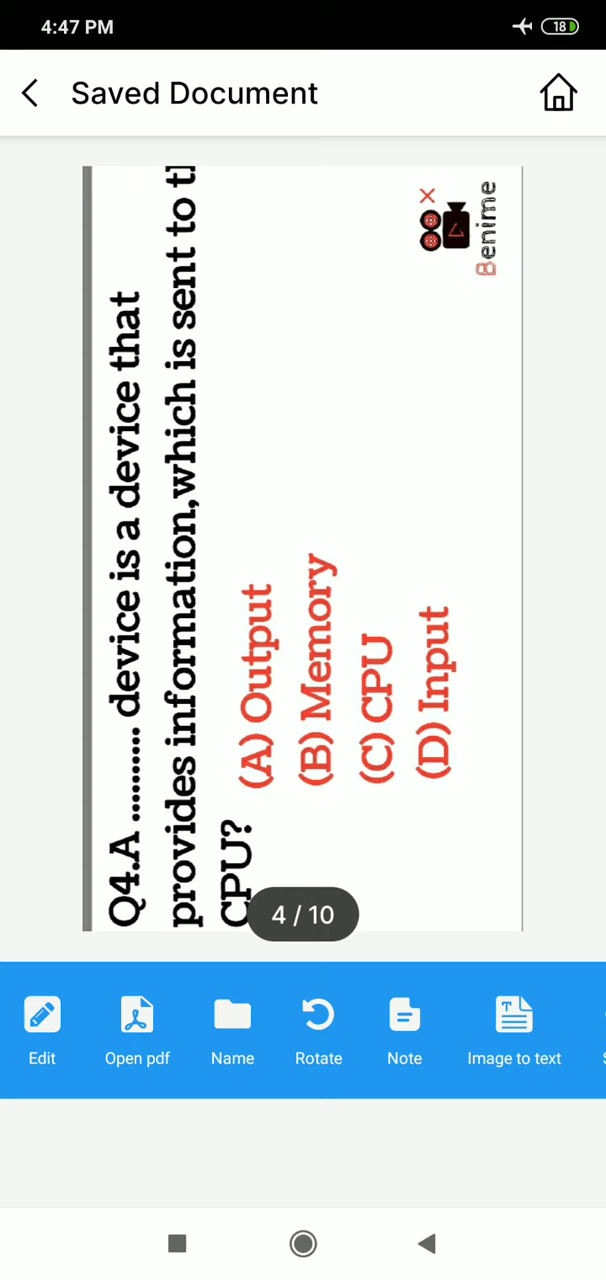 4:47 PM
18
Saved Document
Q4.A ........... device is a device that
provides information,which is sent to
CPU?
(A) Output
(B) Memory
(C) CPU
(D) Input
Benime
4 / 10
Edit
Open pdf
Name
Rotate
Note
Image to text